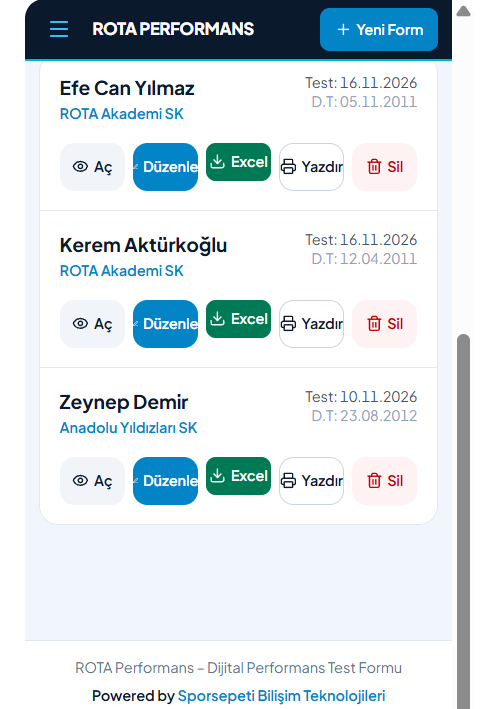 ROTA PERFORMANS
+ Yeni Form
Efe Can Yılmaz
Test: 16.11.2026
ROTA Akademi SK
D.T: 05.11.2011
Aç
Düzenle
Excel
Yazdır
Sil
Kerem Aktürkoğlu
Test: 16.11.2026
ROTA Akademi SK
D.T: 12.04.2011
Aç
Düzenle
Excel
Yazdır
Sil
Zeynep Demir
Test: 10.11.2026
Anadolu Yıldızları SK
D.T: 23.08.2012
Aç
Düzenle
Excel
Yazdır
Sil
ROTA Performans – Dijital Performans Test Formu
Powered by Sporsepeti Bilişim Teknolojileri